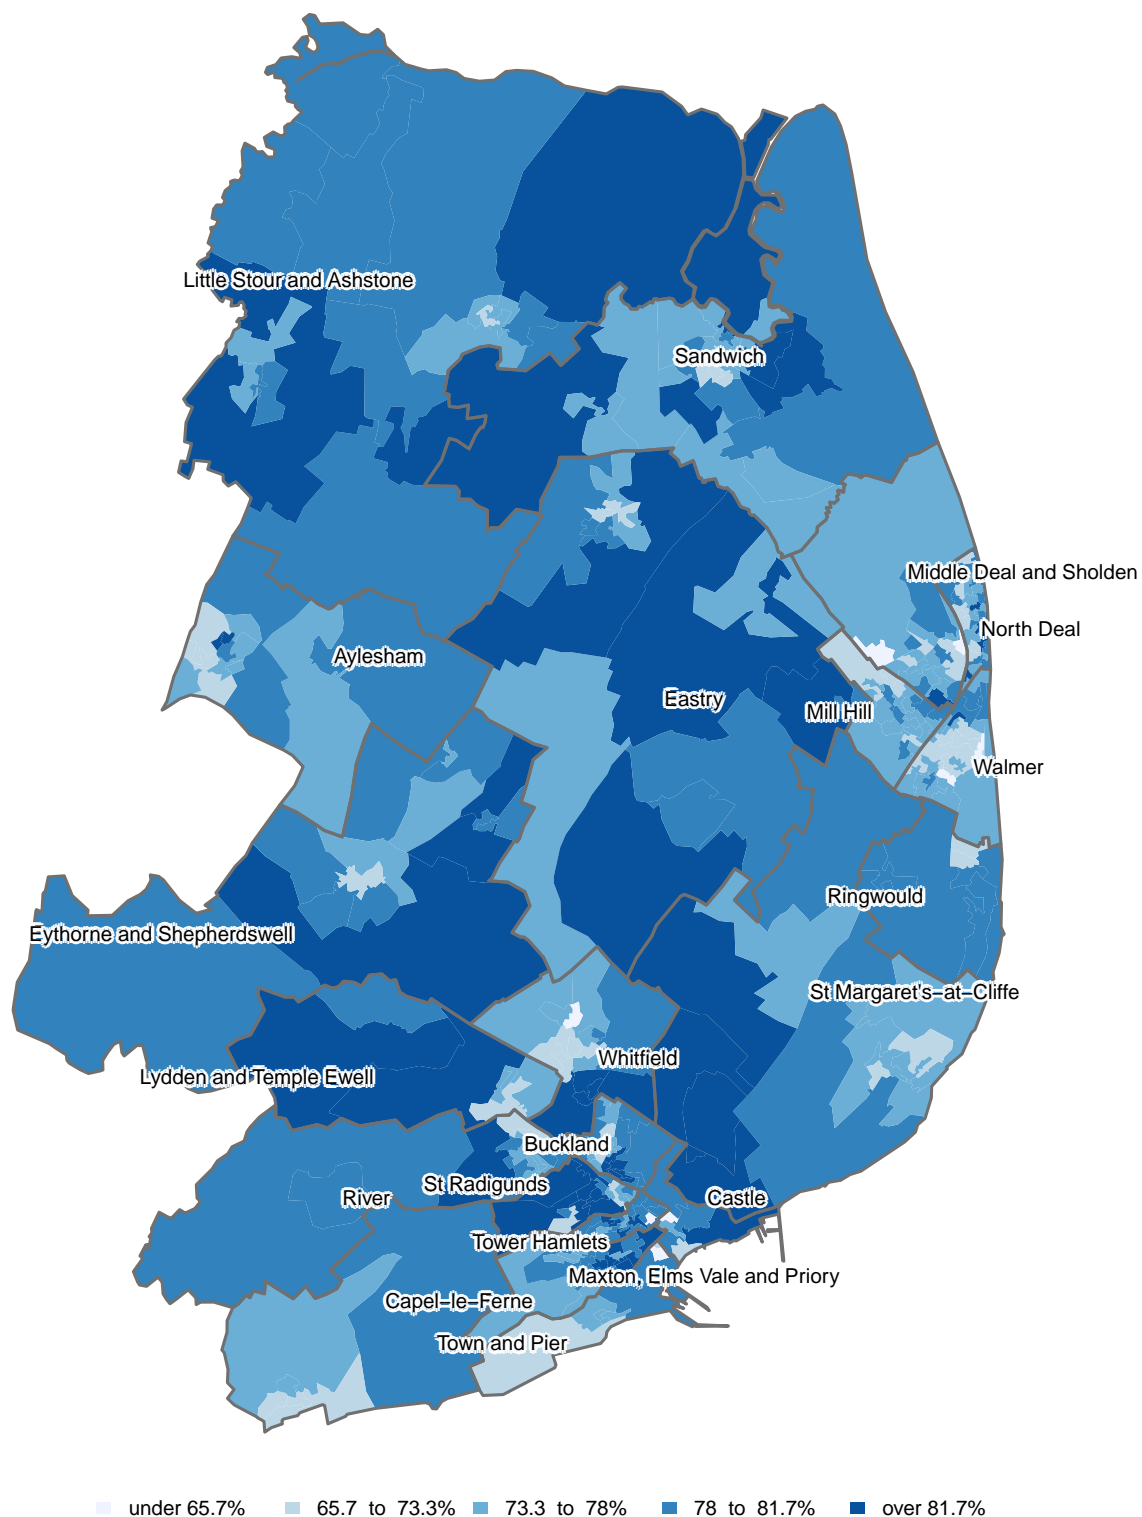 Little Stour and Ashstone
Sandwich
Middle Deal and Sholden
North Deal
Aylesham
Eastry
Mill Hill
Walmer
Ringwould
Eythorne and Shepherdswell
St Margaret's–at–Cliffe
Whitfield
Lydden and Temple Ewell
Buckland
St Radigunds
River
Castle
Tower Hamlets
Maxton, Elms Vale and Priory
Capel–le–Ferne
Town and Pier
under 65.7% 65.7 to 73.3% 73.3 to 78% 78 to 81.7% over 81.7%